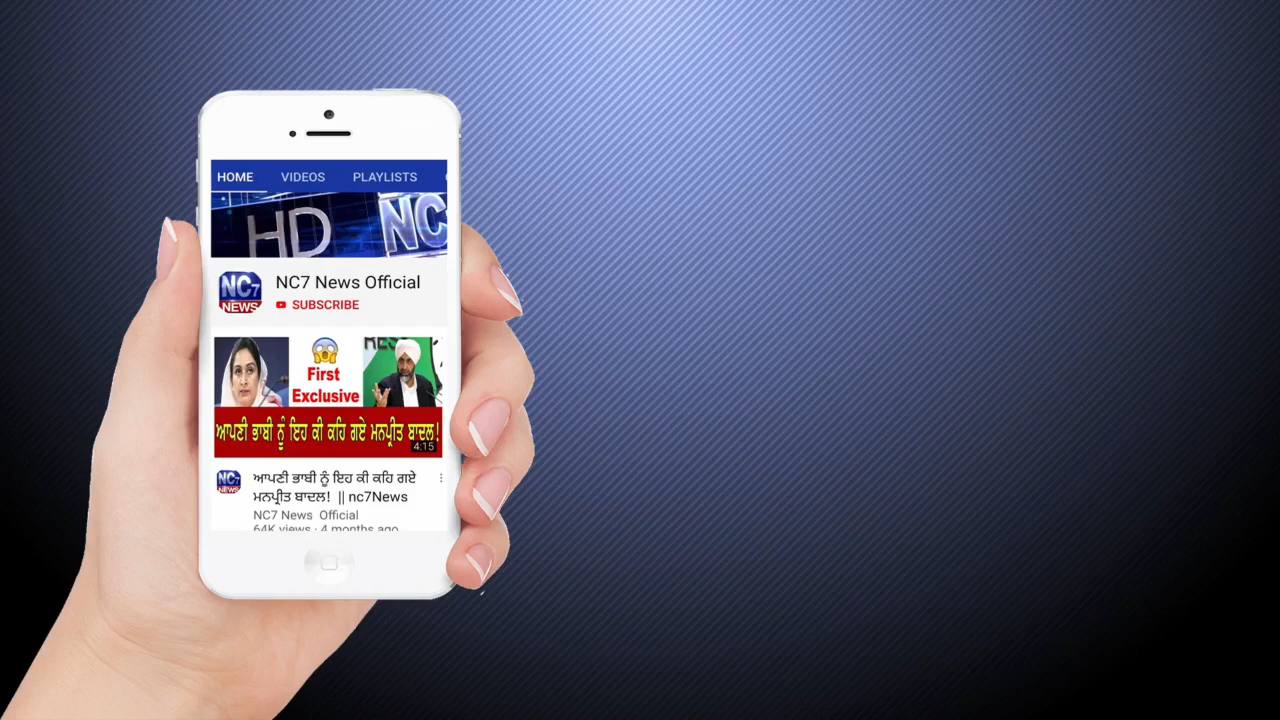 HOME VIDEOS PLAYLISTS
HD NC
NC7 NEWS
NC7 News Official
SUBSCRIBE
First
Exclusive
ਆਪਣੀ ਭਾਬੀ ਨੂੰ ਇਹ ਕੀ ਕਹਿ ਗਏ ਮਨਪ੍ਰੀਤ ਬਾਦਲ!
4:15
NC7 NEWS
ਆਪਣੀ ਭਾਬੀ ਨੂੰ ਇਹ ਕੀ ਕਹਿ ਗਏ
ਮਨਪ੍ਰੀਤ ਬਾਦਲ! || nc7News
NC7 News Official
64K views · 4 months ago